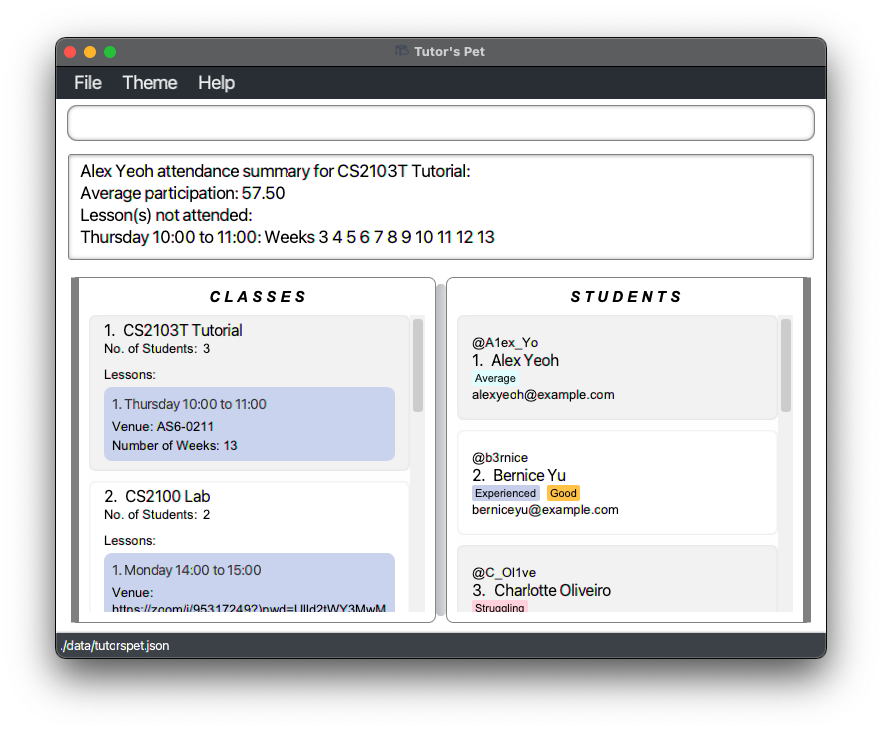 Tutor's Pet
File Theme Help
Alex Yeoh attendance summary for CS2103T Tutorial:
Average participation: 57.50
Lesson(s) not attended:
Thursday 10:00 to 11:00: Weeks 3 4 5 6 7 8 9 10 11 12 13
CLASSES
1. CS2103T Tutorial
No. of Students: 3
Lessons:
1. Thursday 10:00 to 11:00
Venue: AS6-0211
Number of Weeks: 13
2. CS2100 Lab
No. of Students: 2
Lessons:
1. Monday 14:00 to 15:00
Venue:
STUDENTS
@A1ex_Yo
1. Alex Yeoh
Average
alexyeoh@example.com
@b3rnice
2. Bernice Yu
Experienced Good
berniceyu@example.com
@C_Ol1ve
3. Charlotte Oliveiro
Struggling
./data/tutorspet.json